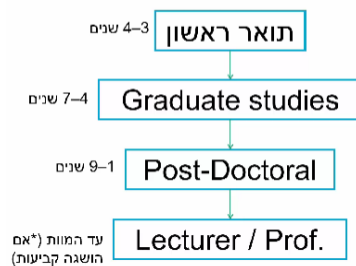 תואר ראשון
3–4 שנים
Graduate studies
4–7 שנים
Post-Doctoral
1–9 שנים
Lecturer / Prof.
עד המוות (*אם
הושגה קביעות)